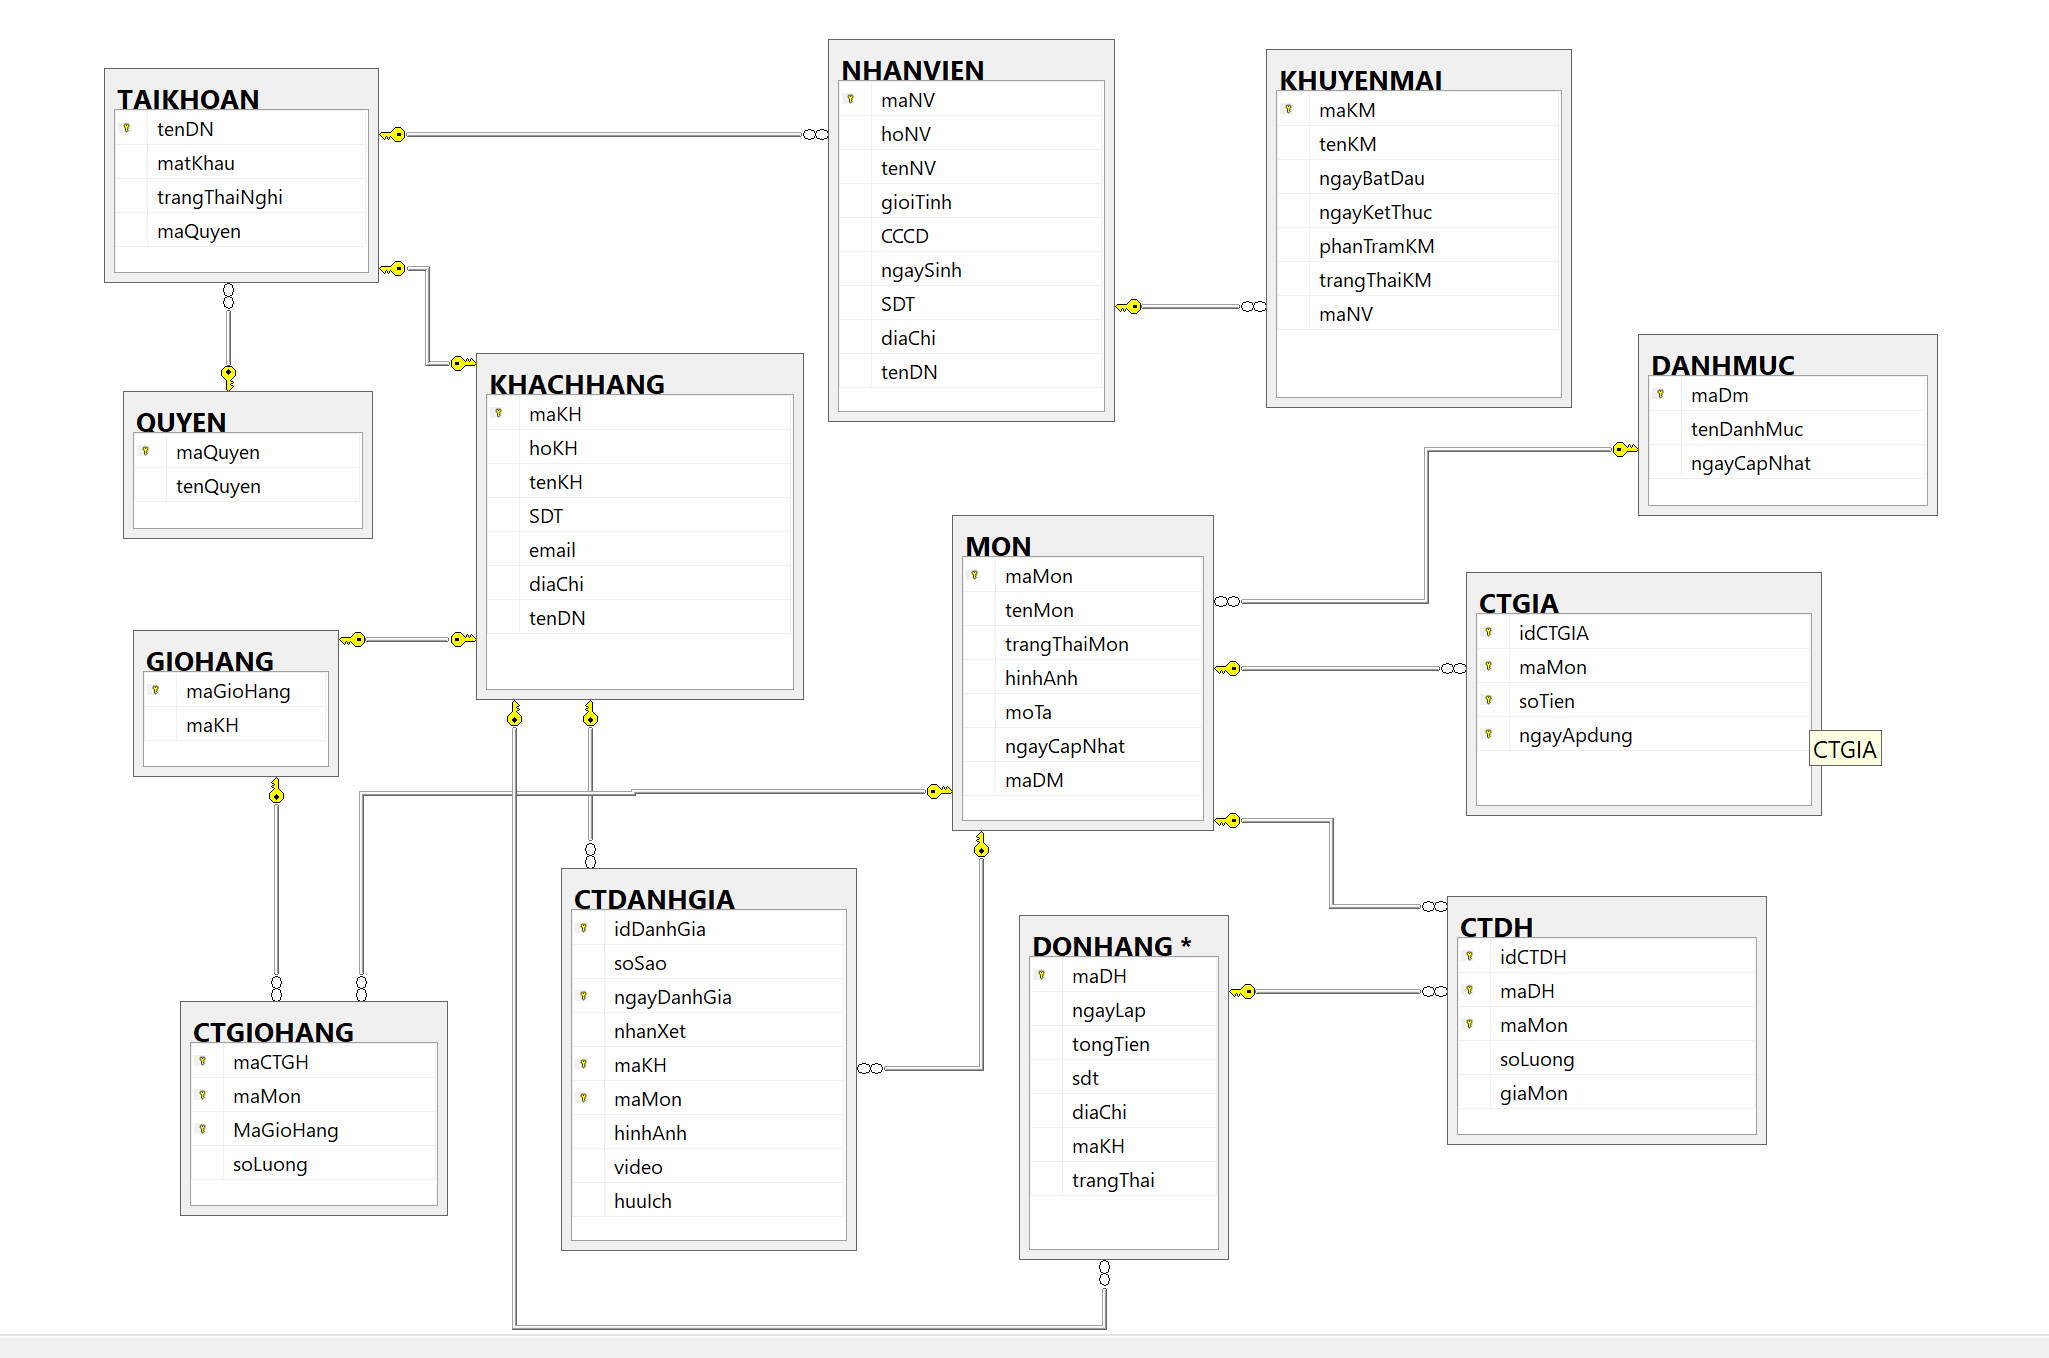 TAIKHOAN
tenDN
matKhau
trangThaiNghi
maQuyen
NHANVIEN
maNV
hoNV
tenNV
gioiTinh
CCCD
ngaySinh
SDT
diaChi
tenDN
KHUYENMAI
maKM
tenKM
ngayBatDau
ngayKetThuc
phanTramKM
trangThaiKM
maNV
QUYEN
maQuyen
tenQuyen
KHACHHANG
maKH
hoKH
tenKH
SDT
email
diaChi
tenDN
DANHMUC
maDm
tenDanhMuc
ngayCapNhat
MON
maMon
tenMon
trangThaiMon
hinhAnh
moTa
ngayCapNhat
maDM
CTGIA
idCTGIA
maMon
soTien
ngayApdung
CTGIA
GIOHANG
maGioHang
maKH
CTGIOHANG
maCTGH
maMon
MaGioHang
soLuong
CTDANHGIA
idDanhGia
soSao
ngayDanhGia
nhanXet
maKH
maMon
hinhAnh
video
huuIch
DONHANG *
maDH
ngayLap
tongTien
sdt
diaChi
maKH
trangThai
CTDH
idCTDH
maDH
maMon
soLuong
giaMon